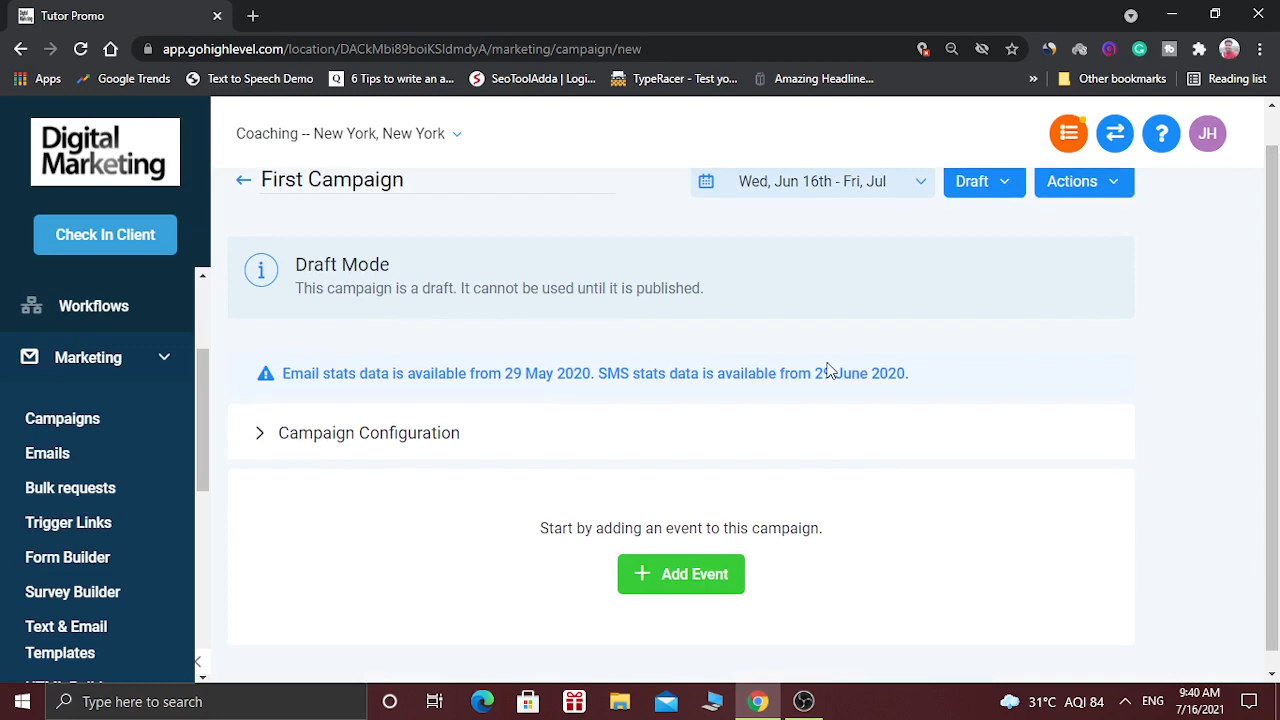 Digital Marketing
Tutor Promo
app.gohighlevel.com/location/DACkMbi89boiKSIdmdyA/marketing/campaign/new
Apps
Google Trends
Text to Speech Demo
Q
6 Tips to write an a...
SeoToolAdda | Logi...
TypeRacer - Test yo...
Amazing Headline...
»
Other bookmarks
Reading list
Digital
Marketing
Coaching -- New York, New York
?
JH
Check In Client
First Campaign
Wed, Jun 16th - Fri, Jul
Draft
Actions
Draft Mode
This campaign is a draft. It cannot be used until it is published.
Workflows
Marketing
Email stats data is available from 29 May 2020. SMS stats data is available from 29 June 2020.
Campaigns
Campaign Configuration
Emails
Bulk requests
Trigger Links
Start by adding an event to this campaign.
Form Builder
+ Add Event
Survey Builder
Text & Email
Templates
Type here to search
31°C AQI 84
ENG
9:40 AM
7/16/2021